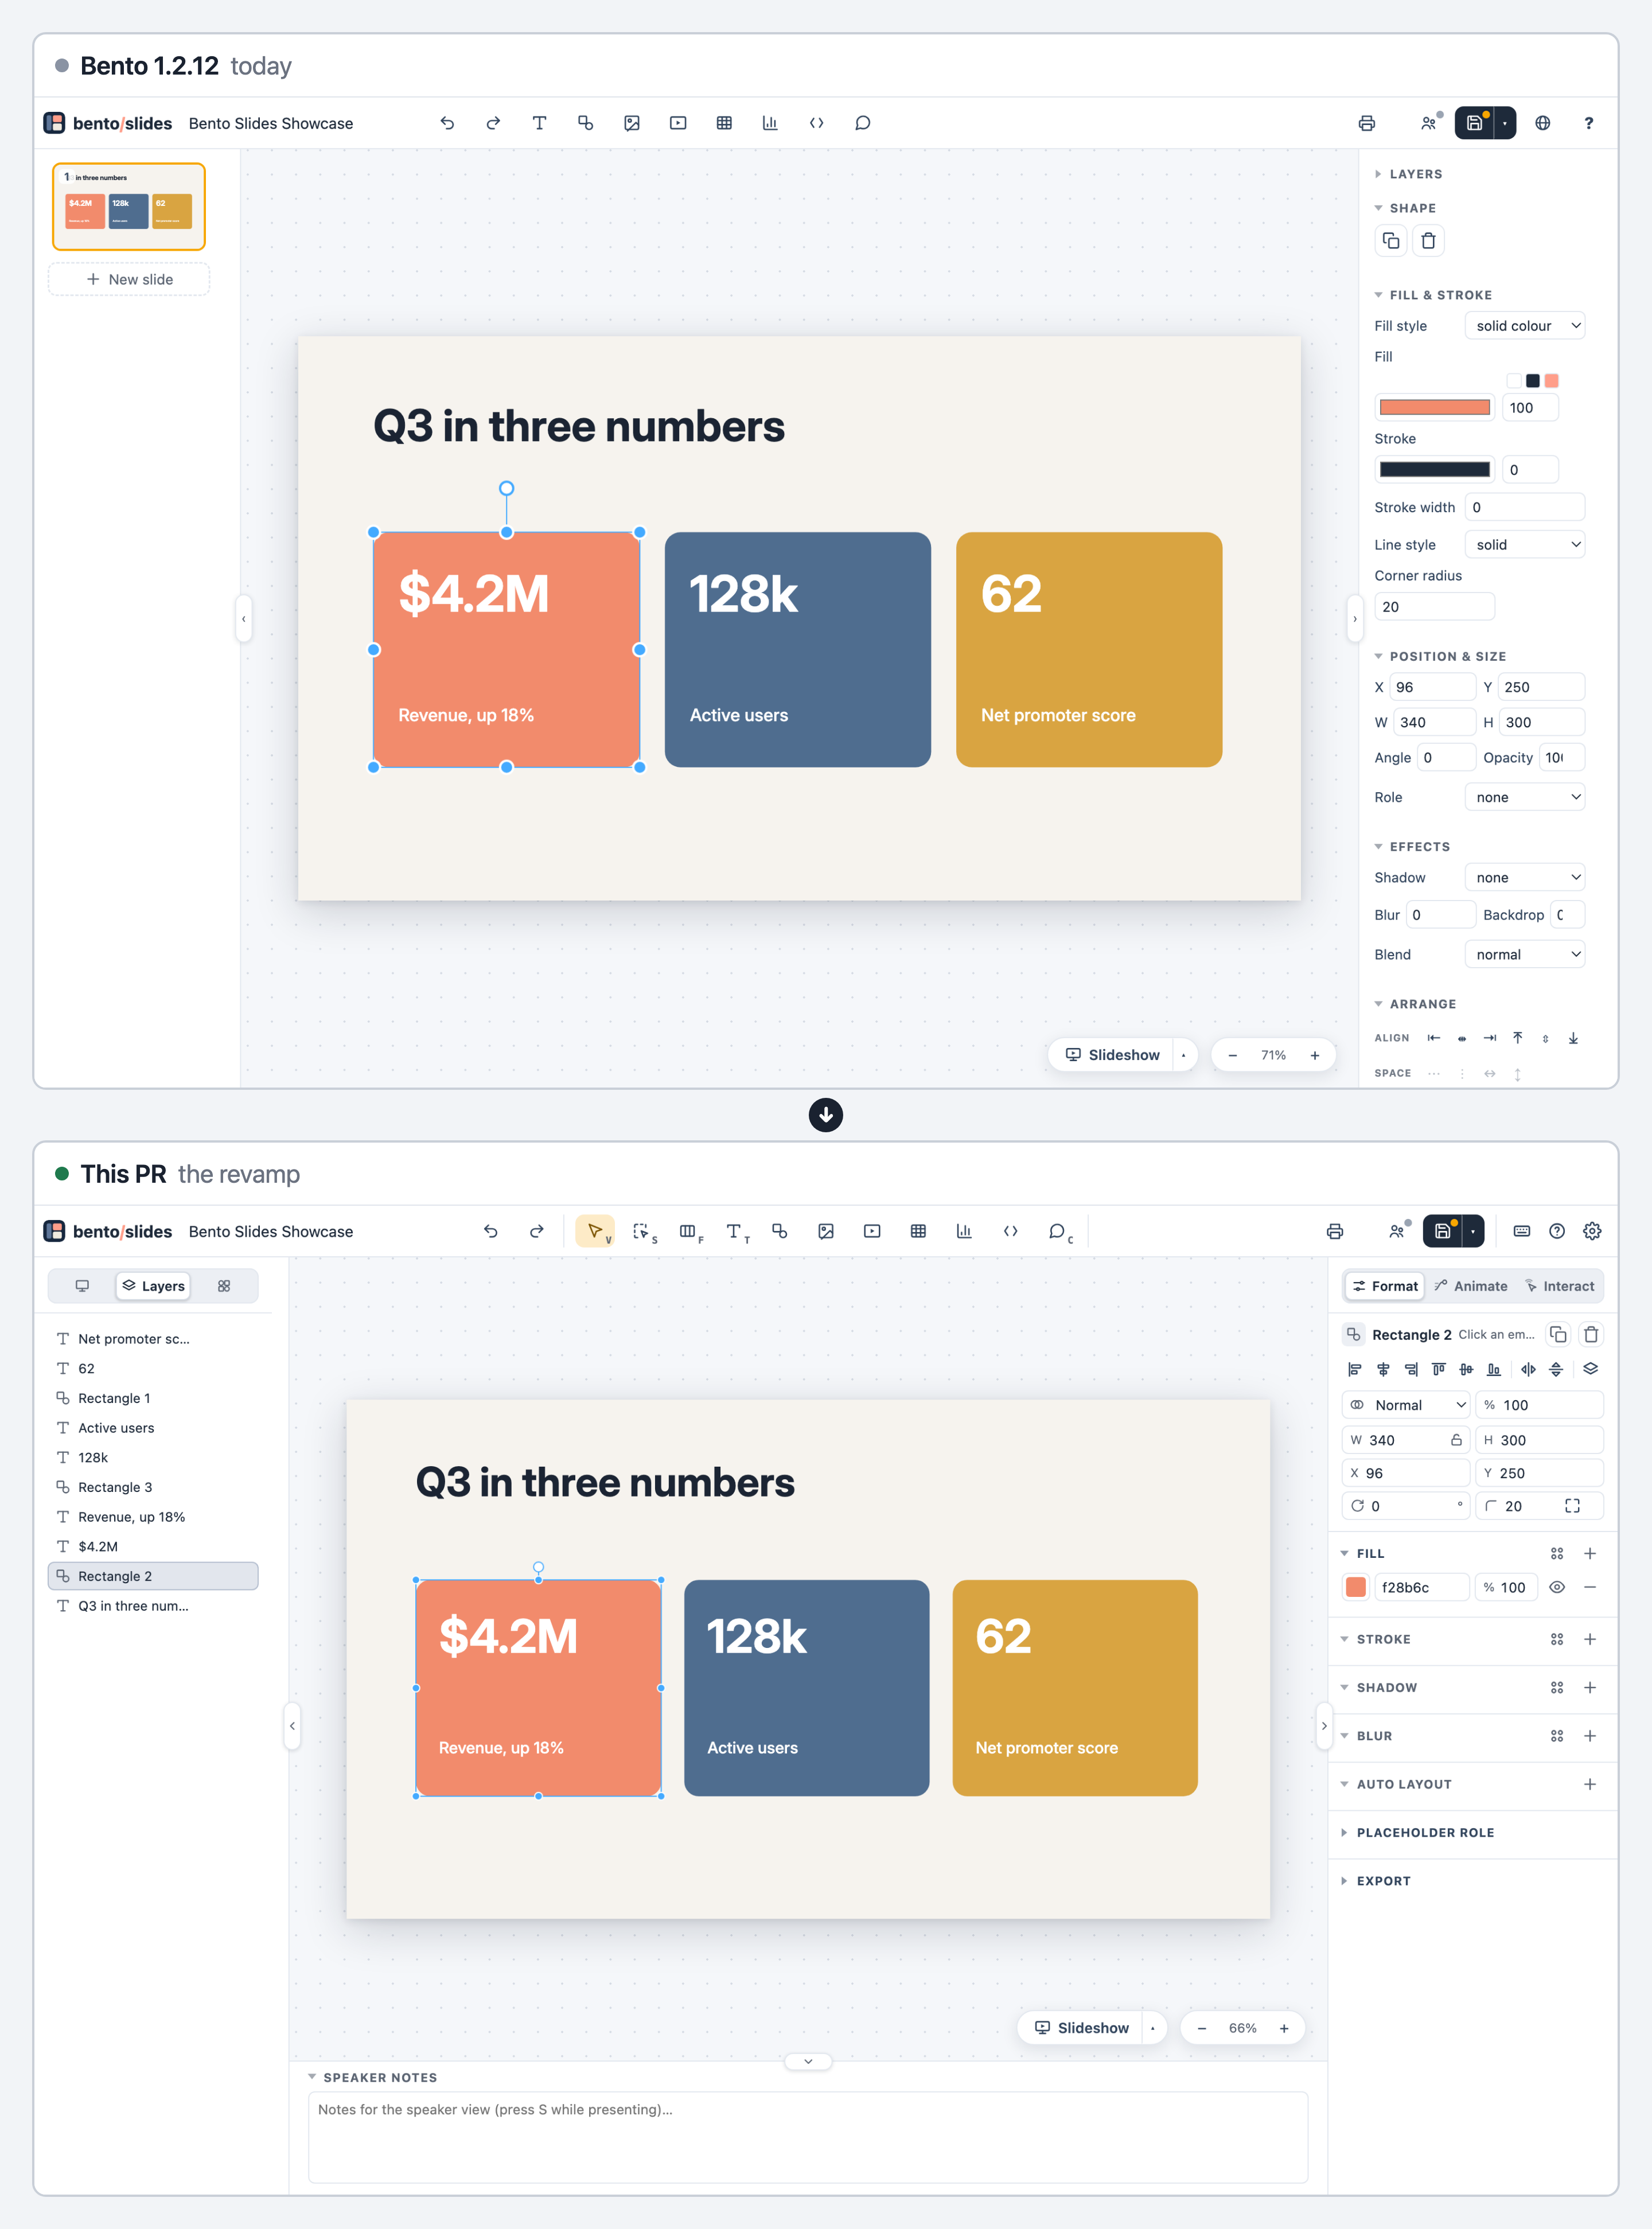 Bento 1.2.12 today
bento/slides Bento Slides Showcase
?
1 in three numbers
$4.2M 128k 62
New slide
Q3 in three numbers
$4.2M
128k
62
Revenue, up 18%
Active users
Net promoter score
Slideshow
71%
LAYERS
SHAPE
FILL & STROKE
Fill style solid colour
Fill
100
Stroke
0
Stroke width 0
Line style solid
Corner radius
20
POSITION & SIZE
X 96 Y 250
W 340 H 300
Angle 0 Opacity 10
Role none
EFFECTS
Shadow none
Blur 0 Backdrop 0
Blend normal
ARRANGE
ALIGN
SPACE
This PR the revamp
bento/slides Bento Slides Showcase
V S F T C
Layers
Net promoter sc...
62
Rectangle 1
Active users
128k
Rectangle 3
Revenue, up 18%
$4.2M
Rectangle 2
Q3 in three num...
Q3 in three numbers
$4.2M
128k
62
Revenue, up 18%
Active users
Net promoter score
Slideshow
66%
SPEAKER NOTES
Notes for the speaker view (press S while presenting)...
Format Animate Interact
Rectangle 2 Click an em...
Normal % 100
W 340 H 300
X 96 Y 250
0 ° 20
FILL
f28b6c % 100
STROKE
SHADOW
BLUR
AUTO LAYOUT
PLACEHOLDER ROLE
EXPORT